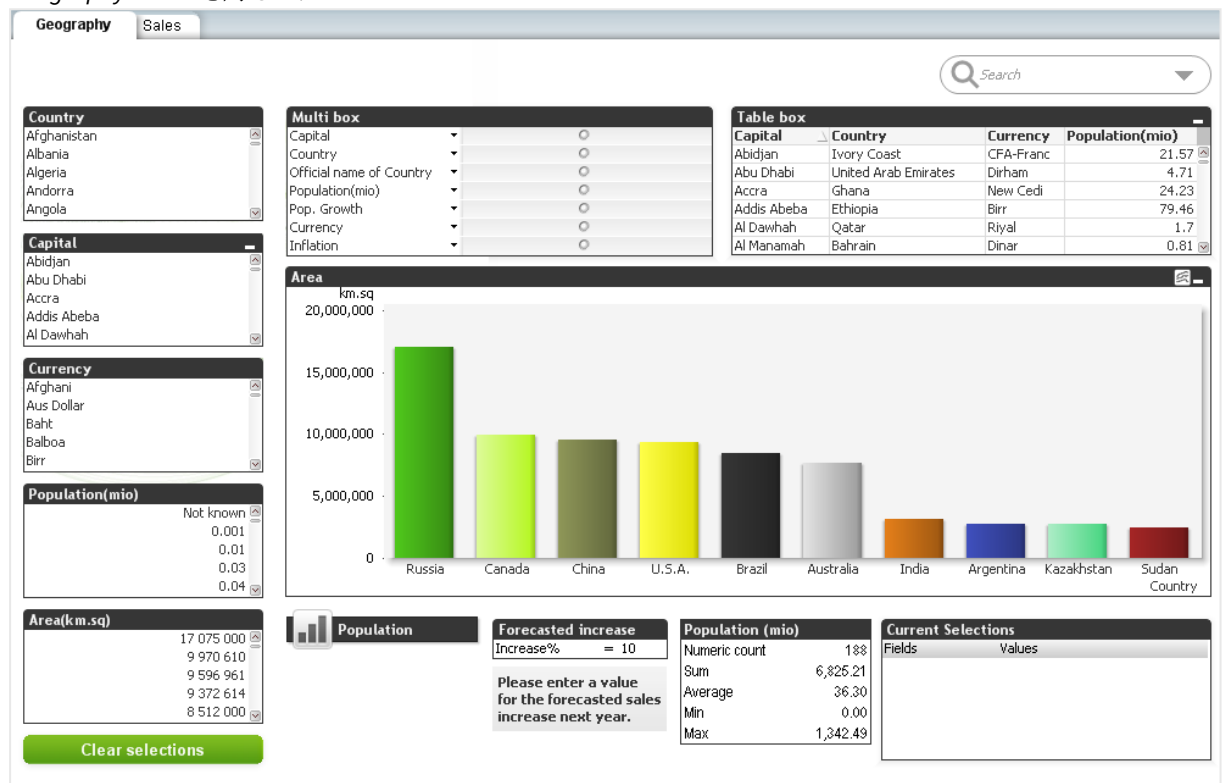 Geography Sales
Search
Country
Afghanistan
Albania
Algeria
Andorra
Angola
Capital
Abidjan
Abu Dhabi
Accra
Addis Abeba
Al Dawhah
Currency
Afghani
Aus Dollar
Baht
Balboa
Birr
Population(mio)
Not known
0.001
0.01
0.03
0.04
Area(km.sq)
17 075 000
9 970 610
9 596 961
9 372 614
8 512 000
Clear selections
Multi box
Capital
Country
Official name of Country
Population(mio)
Pop. Growth
Currency
Inflation
Table box
Capital Country Currency Population(mio)
Abidjan Ivory Coast CFA-Franc 21.57
Abu Dhabi United Arab Emirates Dirham 4.71
Accra Ghana New Cedi 24.23
Addis Abeba Ethiopia Birr 79.46
Al Dawhah Qatar Riyal 1.7
Al Manamah Bahrain Dinar 0.81
Area
km.sq
20,000,000
15,000,000
10,000,000
5,000,000
0
Russia Canada China U.S.A. Brazil Australia India Argentina Kazakhstan Sudan
Country
Population
Forecasted increase
Increase% = 10
Please enter a value
for the forecasted sales
increase next year.
Population (mio)
Numeric count 188
Sum 6,825.21
Average 36.30
Min 0.00
Max 1,342.49
Current Selections
Fields Values